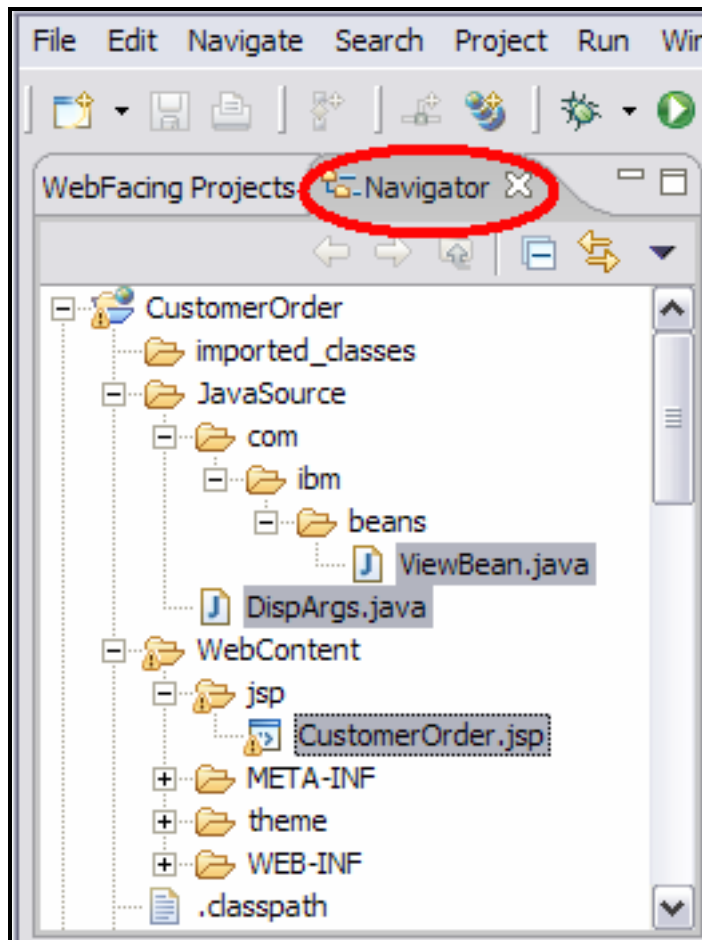 File Edit Navigate Search Project Run
WebFacing Projects Navigator
CustomerOrder
imported_classes
JavaSource
com
ibm
beans
ViewBean.java
DispArgs.java
WebContent
jsp
CustomerOrder.jsp
META-INF
theme
WEB-INF
.classpath